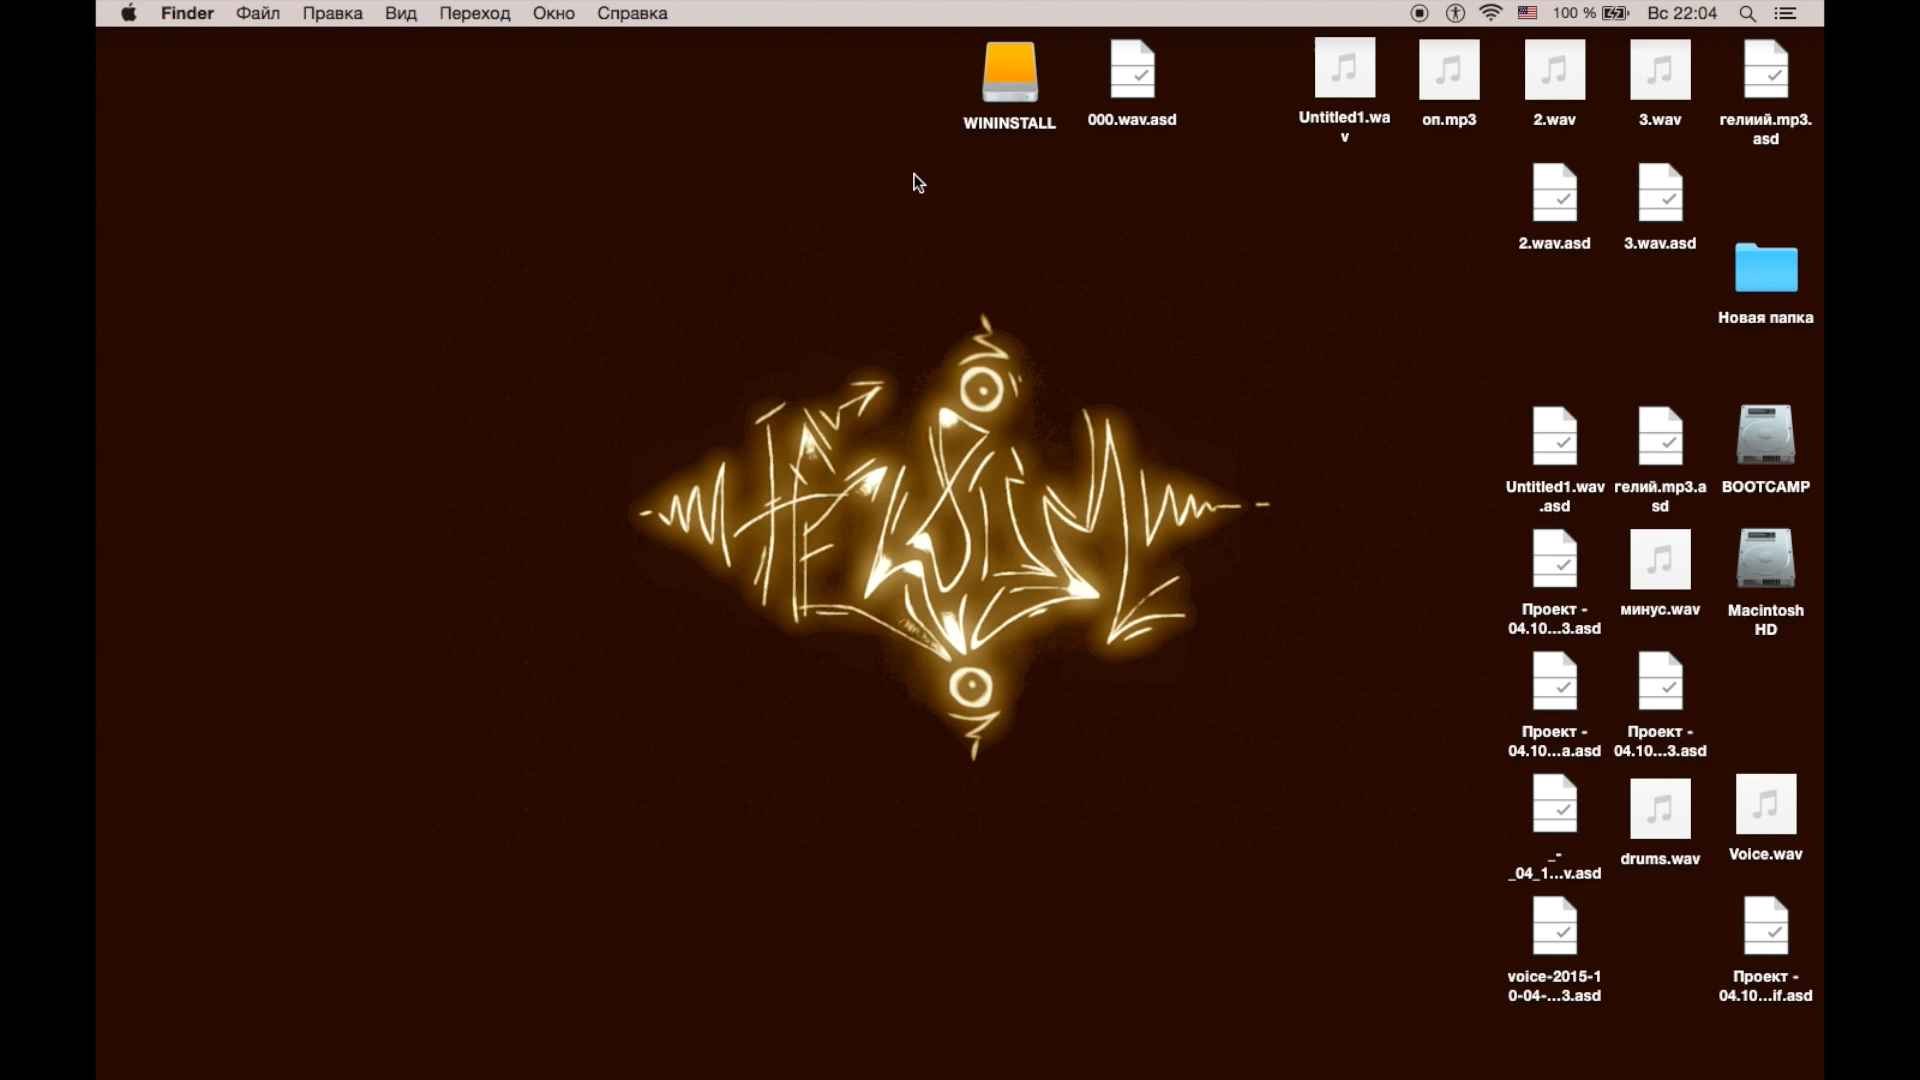 Finder Файл Правка Вид Переход Окно Справка 100 % Вс 22:04
WININSTALL
000.wav.asd
Untitled1.wa
v
оп.mp3
2.wav
3.wav
гелиий.mp3.
asd
2.wav.asd
3.wav.asd
Новая папка
Untitled1.wav
.asd
гелий.mp3.a
sd
BOOTCAMP
Проект -
04.10...3.asd
минус.wav
Macintosh
HD
Проект -
04.10...a.asd
Проект -
04.10...3.asd
_-
_04_1...v.asd
drums.wav
Voice.wav
voice-2015-1
0-04-...3.asd
Проект -
04.10...if.asd